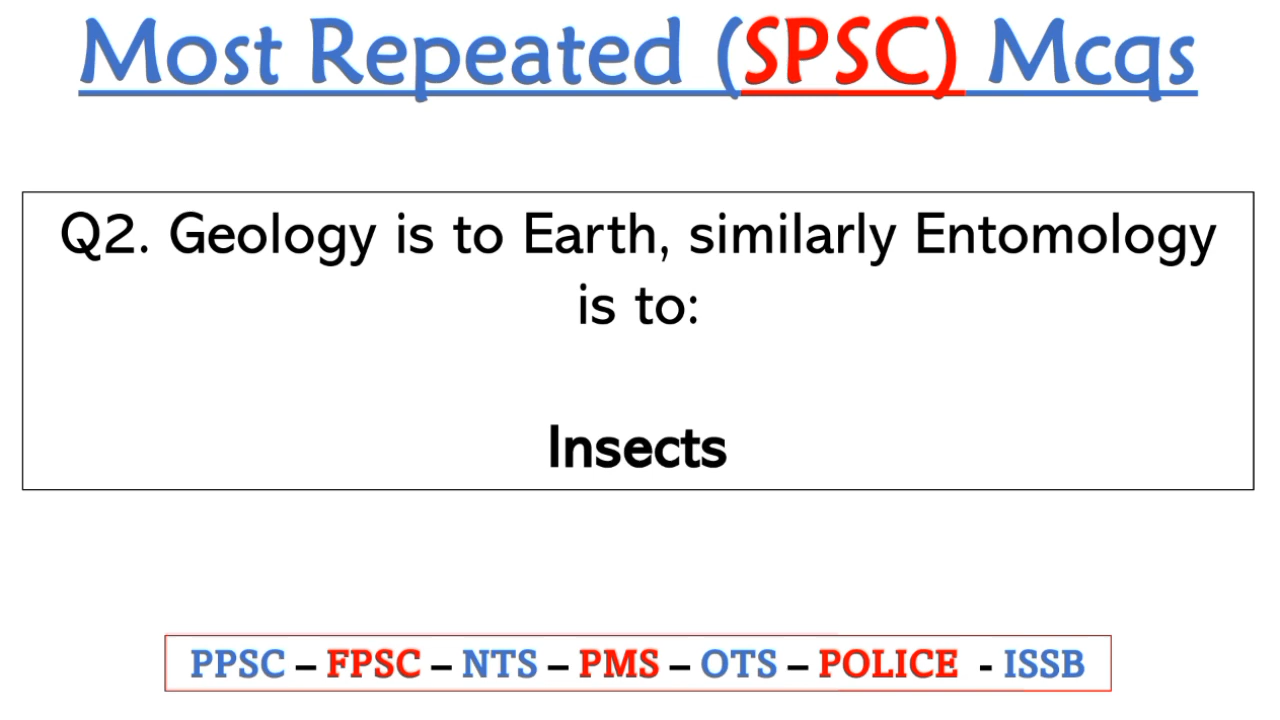 Most Repeated (SPSC) Mcqs
Q2. Geology is to Earth, similarly Entomology
is to:
Insects
PPSC – FPSC – NTS – PMS – OTS – POLICE - ISSB